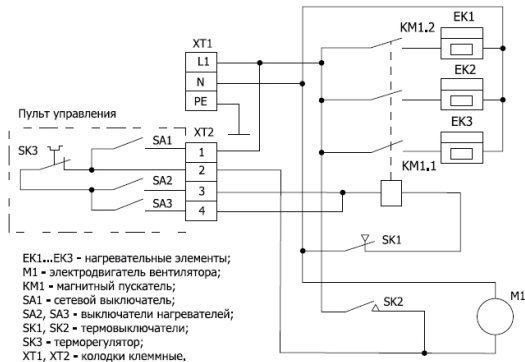 EK1
KM1.2
XT1
L1
N
PE
EK2
EK3
Пульт управления
XT2
SA1
SK3
1
2
SA2
3
SA3
4
KM1.1
SK1
SK2
M1
EK1...EK3 - нагревательные элементы;
M1 - электродвигатель вентилятора;
KM1 - магнитный пускатель;
SA1 - сетевой выключатель;
SA2, SA3 - выключатели нагревателей;
SK1, SK2 - термовыключатели;
SK3 - терморегулятор;
XT1, XT2 - колодки клеммные.